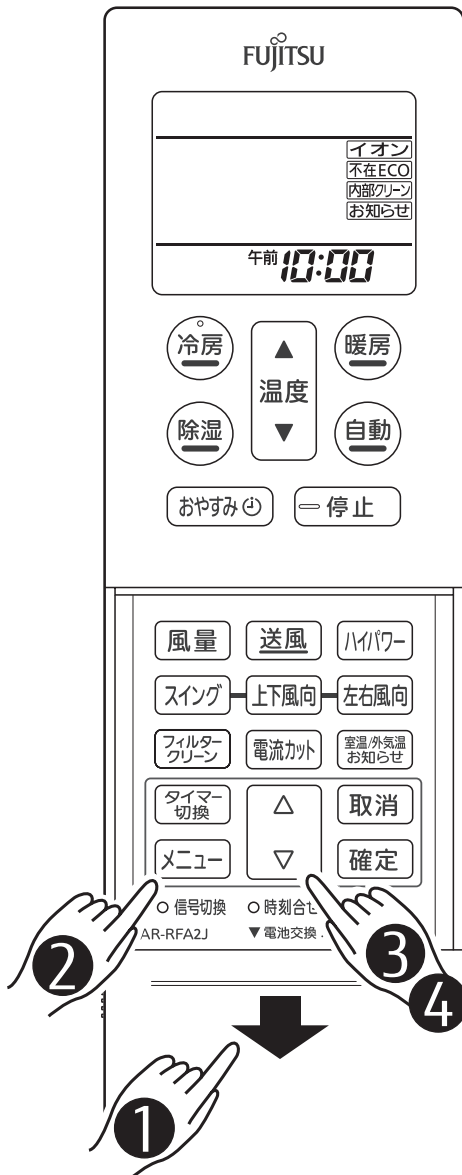 FUJITSU
イオン
不在ECO
内部クリーン
お知らせ
午前 10:00
冷房 ▲ 暖房
温度
除湿 ▼ 自動
おやすみ 停止
風量 送風 ハイパワー
スイング 上下風向 左右風向
フィルター
クリーン
電流カット
室温/外気温
お知らせ
タイマー
切換
△ 取消
メニュー ▽ 確定
信号切換 時刻合せ
AR-RFA2J ▼電池交換
2
3
4
1